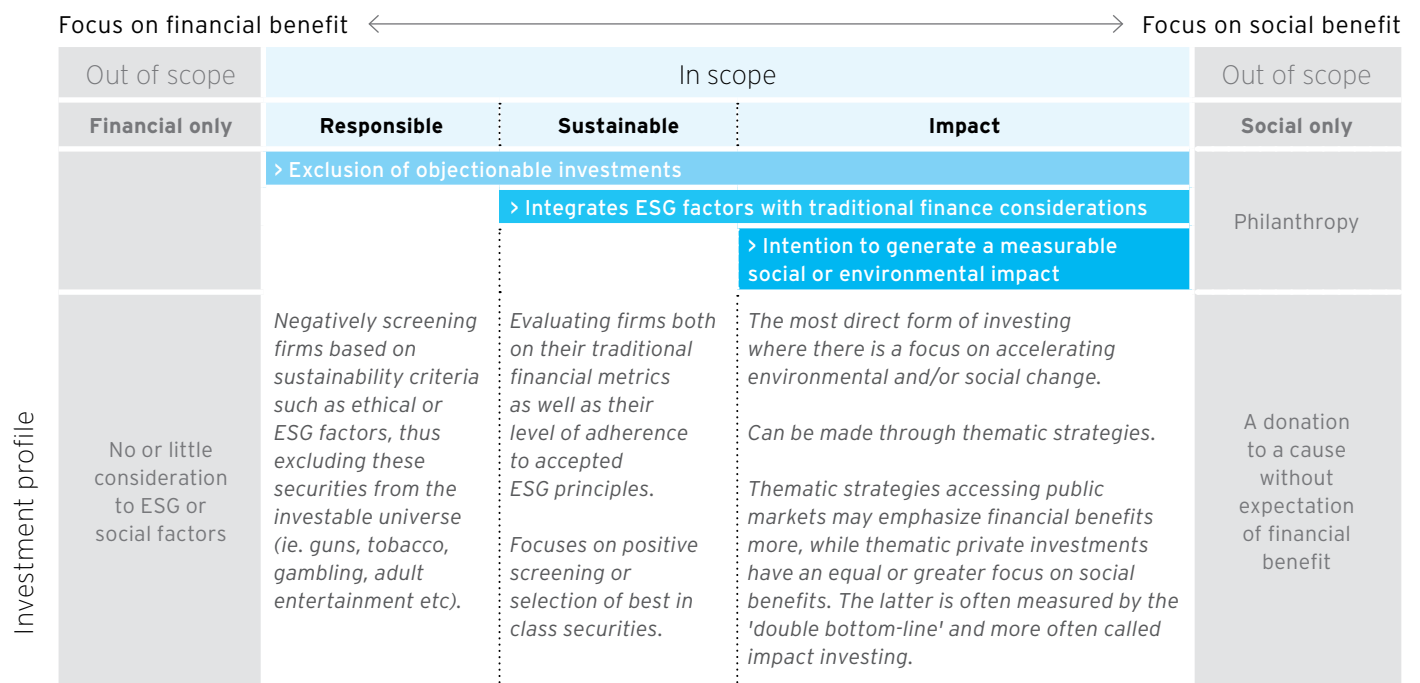 Focus on financial benefit
Focus on social benefit
Out of scope
In scope
Out of scope
Financial only
Responsible
Sustainable
Impact
Social only
> Exclusion of objectionable investments
> Integrates ESG factors with traditional finance considerations
> Intention to generate a measurable
social or environmental impact
Philanthropy
Investment profile
No or little
consideration
to ESG or
social factors
Negatively screening
firms based on
sustainability criteria
such as ethical or
ESG factors, thus
excluding these
securities from the
investable universe
(ie. guns, tobacco,
gambling, adult
entertainment etc).
Evaluating firms both
on their traditional
financial metrics
as well as their
level of adherence
to accepted
ESG principles.
Focuses on positive
screening or
selection of best in
class securities.
The most direct form of investing
where there is a focus on accelerating
environmental and/or social change.
Can be made through thematic strategies.
Thematic strategies accessing public
markets may emphasize financial benefits
more, while thematic private investments
have an equal or greater focus on social
benefits. The latter is often measured by the
'double bottom-line' and more often called
impact investing.
A donation
to a cause
without
expectation
of financial
benefit